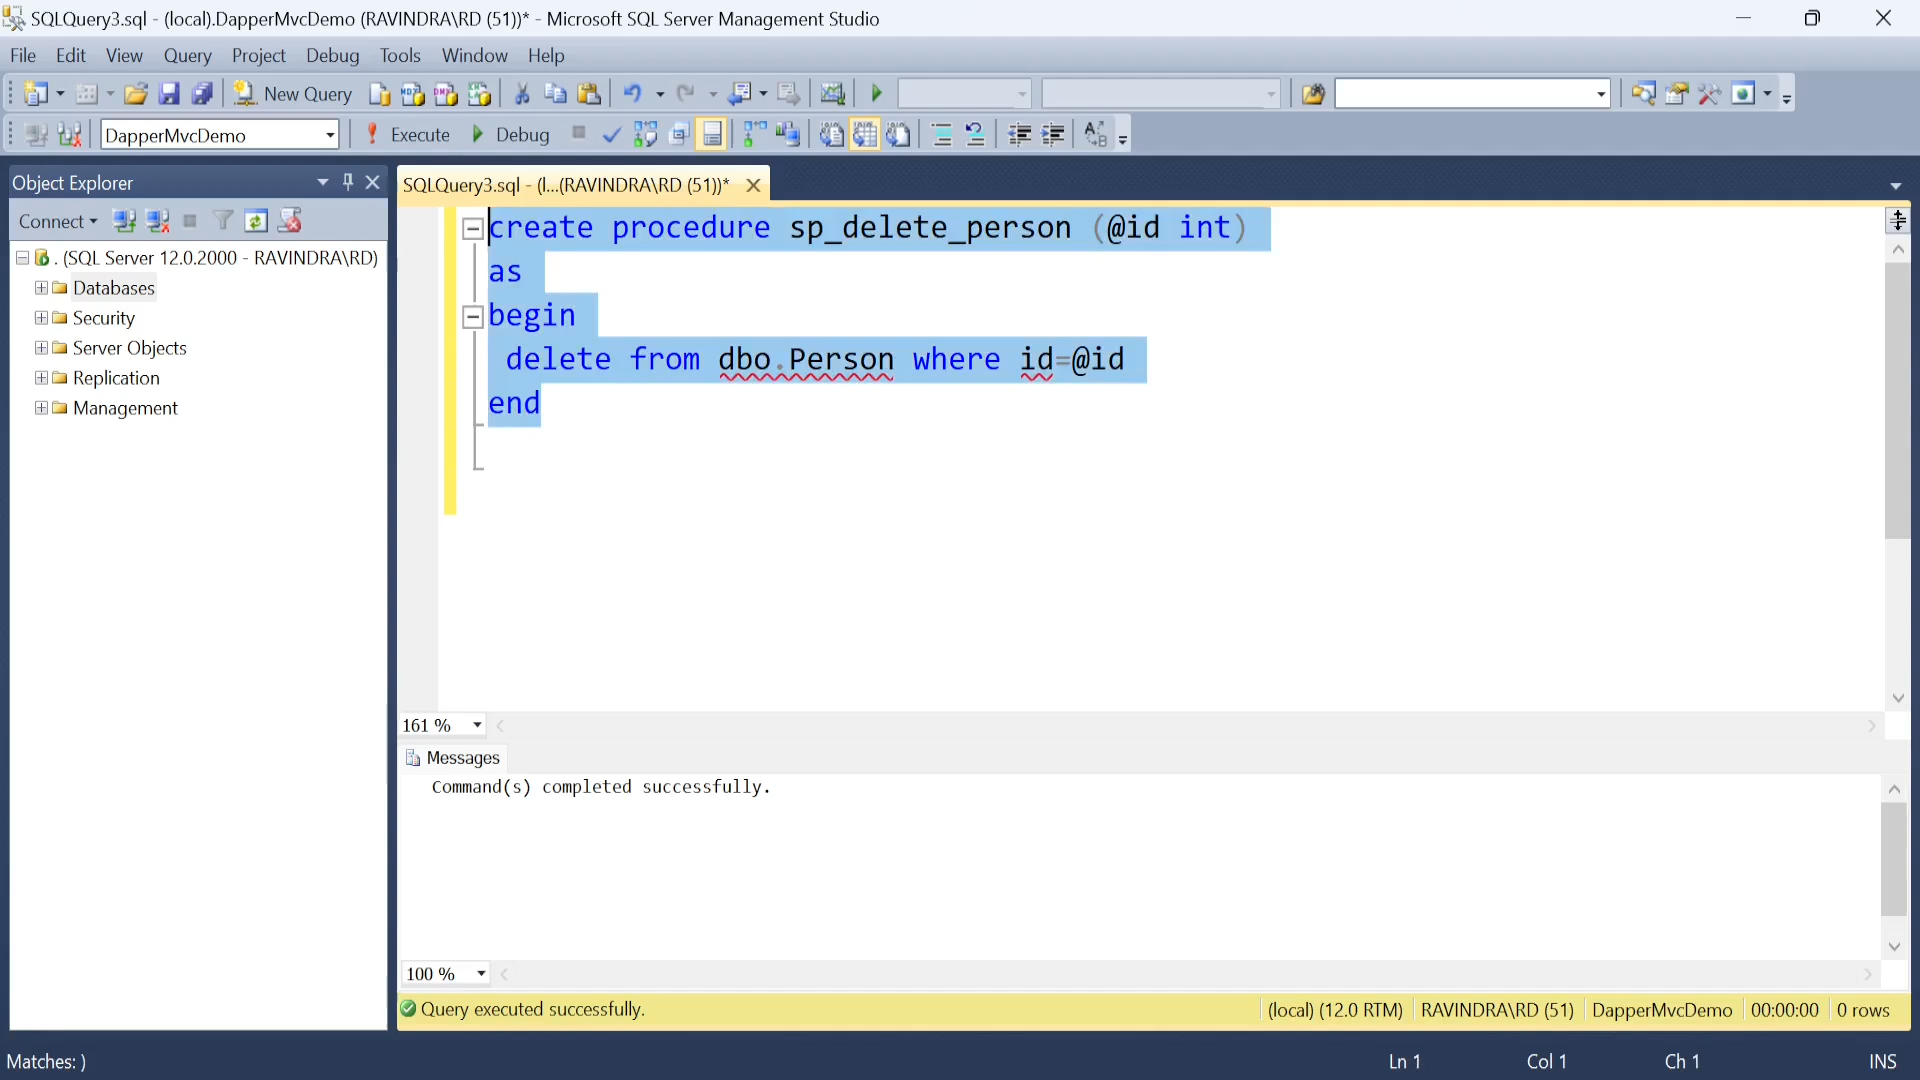 SQLQuery3.sql - (local).DapperMvcDemo (RAVINDRA\RD (51))* - Microsoft SQL Server Management Studio
File Edit View Query Project Debug Tools Window Help
New Query
DapperMvcDemo Execute Debug
Object Explorer
SQLQuery3.sql - (l...(RAVINDRA\RD (51))*
Connect
. (SQL Server 12.0.2000 - RAVINDRA\RD)
Databases
Security
Server Objects
Replication
Management
create procedure sp_delete_person (@id int)
as
begin
delete from dbo.Person where id=@id
end
161 %
Messages
Command(s) completed successfully.
100 %
Query executed successfully. (local) (12.0 RTM) RAVINDRA\RD (51) DapperMvcDemo 00:00:00 0 rows
Matches: ) Ln 1 Col 1 Ch 1 INS